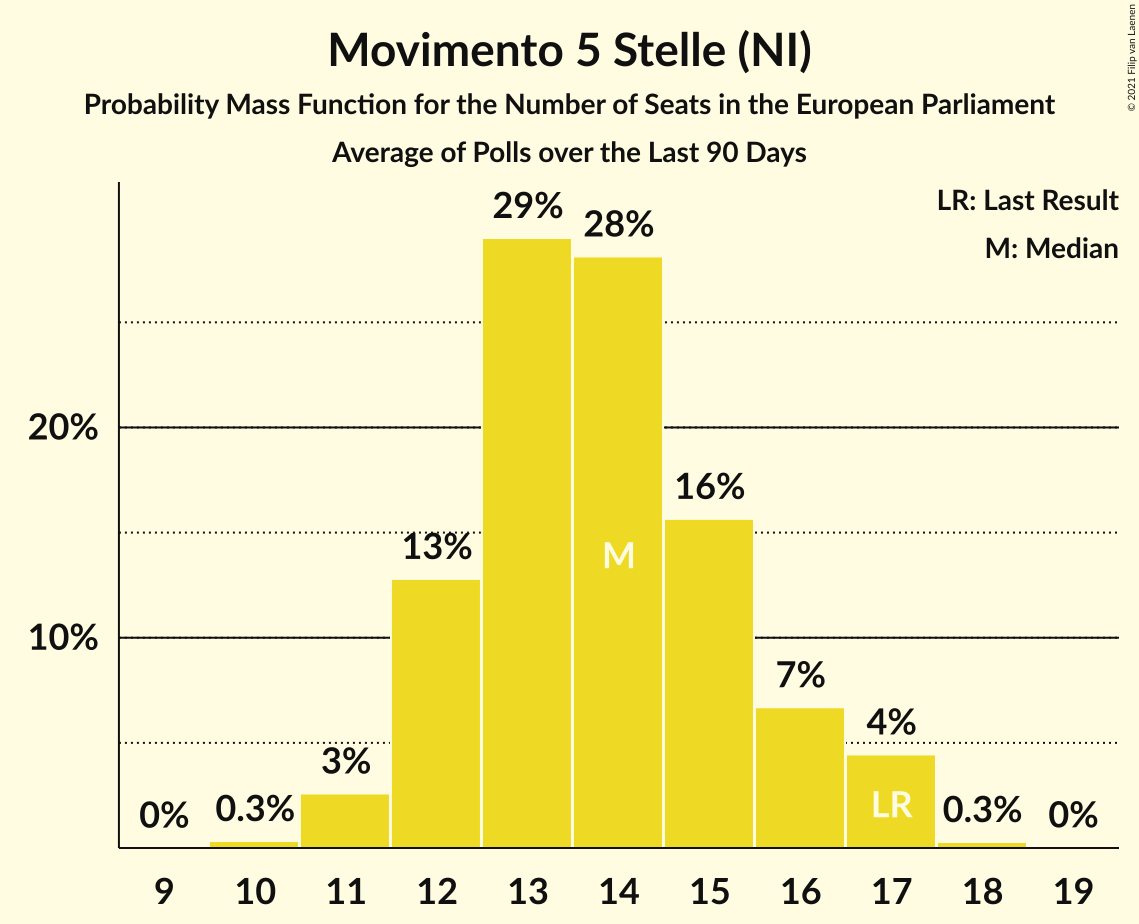 Movimento 5 Stelle (NI)
Probability Mass Function for the Number of Seats in the European Parliament
Average of Polls over the Last 90 Days
© 2021 Filip van Laenen
LR: Last Result
M: Median
29%
28%
20%
16%
13%
M
10%
7%
4%
3%
LR
0%
0.3%
0.3%
0%
9 10 11 12 13 14 15 16 17 18 19